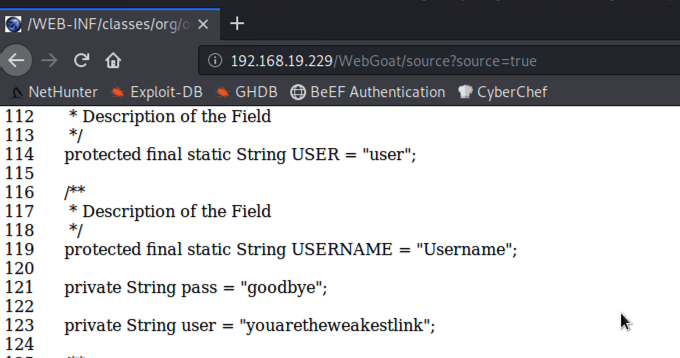 /WEB-INF/classes/org/o
192.168.19.229/WebGoat/source?source=true
NetHunter Exploit-DB GHDB BeEF Authentication CyberChef
112 * Description of the Field
113 */
114 protected final static String USER = "user";
115
116 /**
117 * Description of the Field
118 */
119 protected final static String USERNAME = "Username";
120
121 private String pass = "goodbye";
122
123 private String user = "youaretheweakestlink";
124